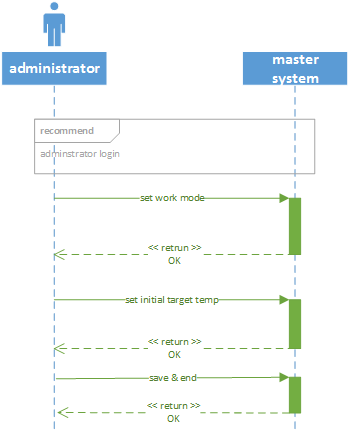 administrator
master
system
recommend
adminstrator login
set work mode
<< retrun >>
OK
set initial target temp
<< return >>
OK
save & end
<< return >>
OK